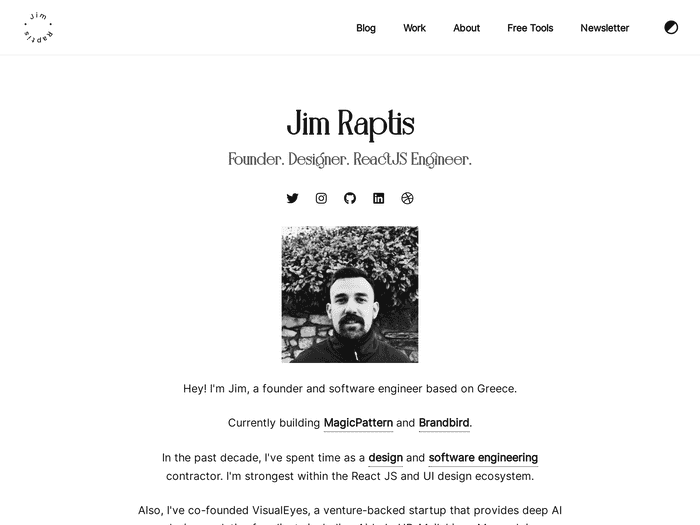 Jim Raptis
Blog Work About Free Tools Newsletter
Jim Raptis
Founder. Designer. ReactJS Engineer.
Hey! I'm Jim, a founder and software engineer based on Greece.
Currently building MagicPattern and Brandbird.
In the past decade, I've spent time as a design and software engineering
contractor. I'm strongest within the React JS and UI design ecosystem.
Also, I've co-founded VisualEyes, a venture-backed startup that provides deep AI